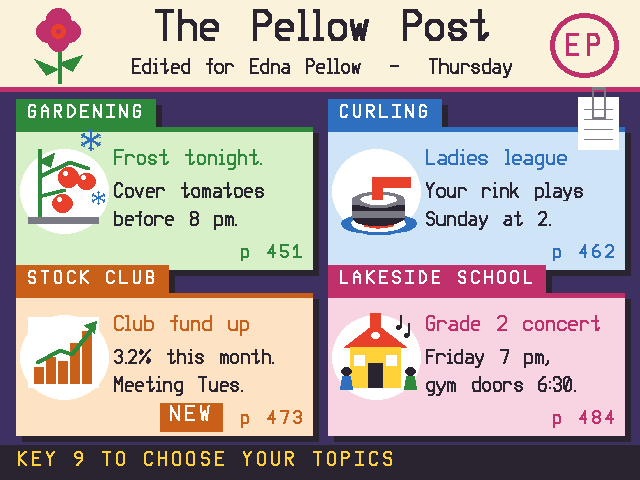 The Pellow Post
Edited for Edna Pellow - Thursday
EP
GARDENING
Frost tonight.
Cover tomatoes
before 8 pm.
p 451
CURLING
Ladies league
Your rink plays
Sunday at 2.
p 462
STOCK CLUB
Club fund up
3.2% this month.
Meeting Tues.
NEW
p 473
LAKESIDE SCHOOL
Grade 2 concert
Friday 7 pm,
gym doors 6:30.
p 484
KEY 9 TO CHOOSE YOUR TOPICS